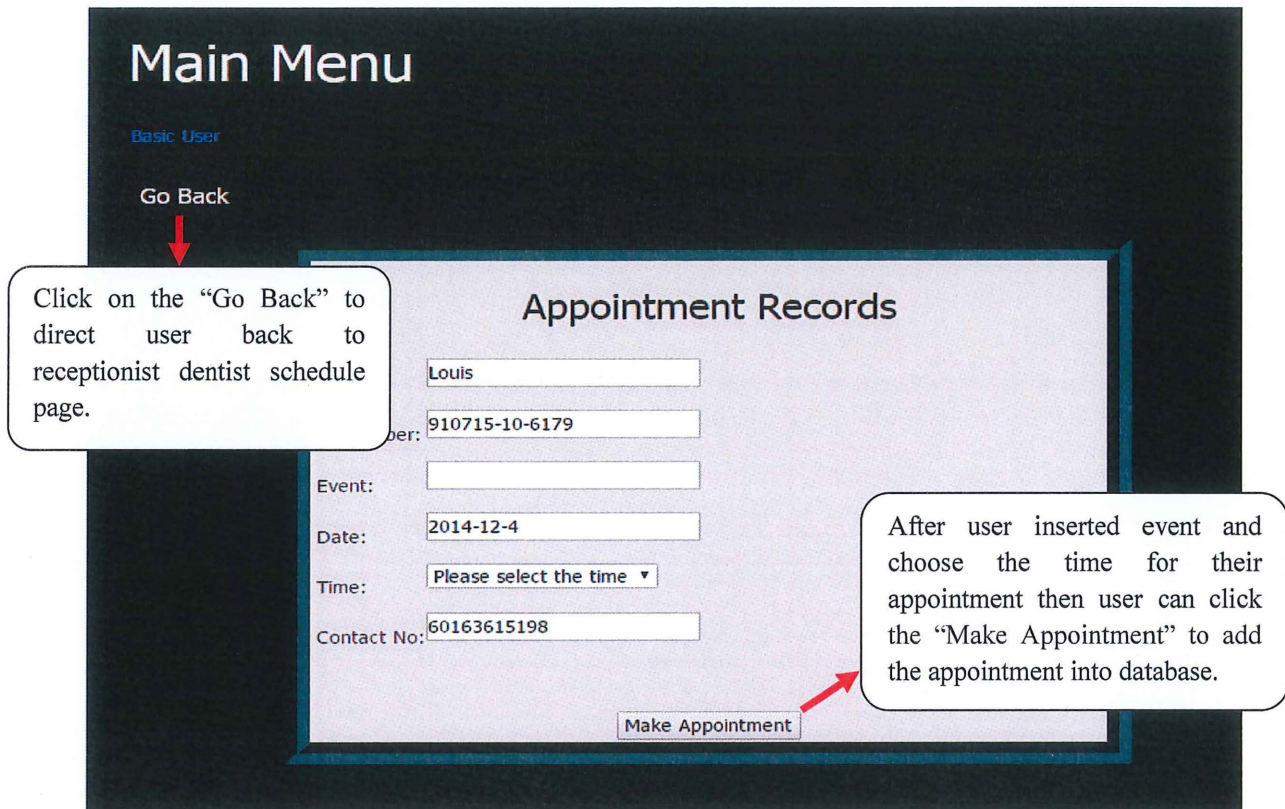 Main Menu
Basic User
Go Back
Click on the “Go Back” to
direct user back to
receptionist dentist schedule
page.
Appointment Records
Louis
ber: 910715-10-6179
Event:
Date: 2014-12-4
Time: Please select the time
Contact No: 60163615198
After user inserted event and
choose the time for their
appointment then user can click
the “Make Appointment” to add
the appointment into database.
Make Appointment